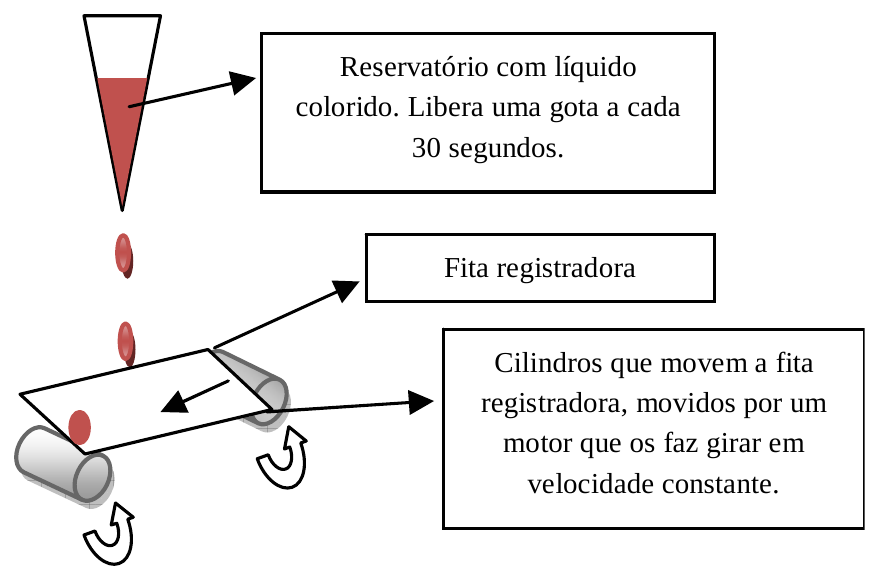 Reservatório com líquido
colorido. Libera uma gota a cada
30 segundos.
Fita registradora
Cilindros que movem a fita
registradora, movidos por um
motor que os faz girar em
velocidade constante.